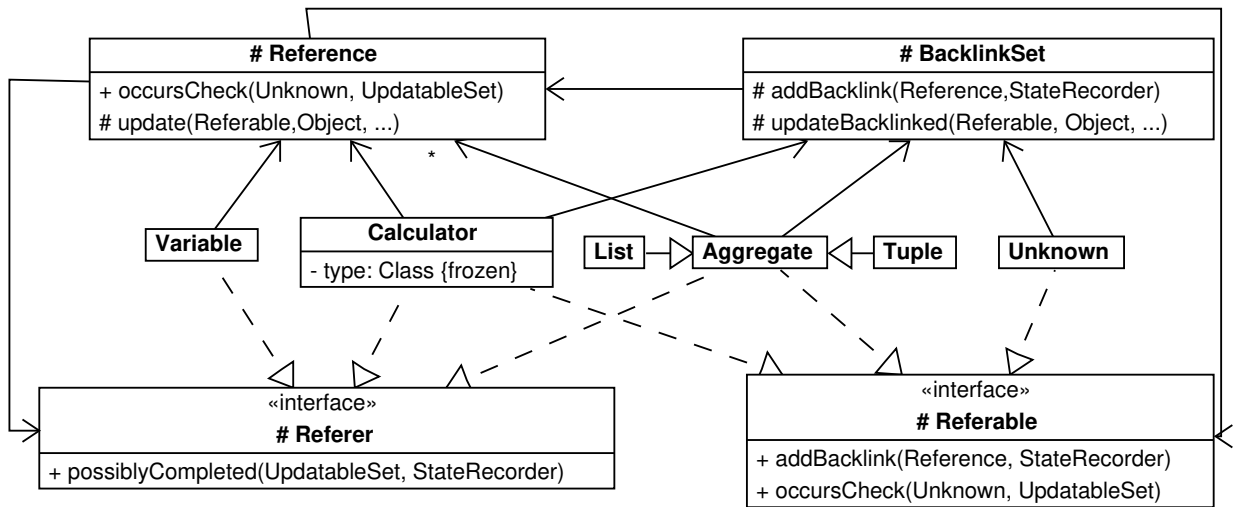 # Reference
+ occursCheck(Unknown, UpdatableSet)
# update(Referable,Object, ...)
# BacklinkSet
# addBacklink(Reference,StateRecorder)
# updateBacklinked(Referable, Object, ...)
*
Variable
Calculator
- type: Class {frozen}
List
Aggregate
Tuple
Unknown
«interface»
# Referer
+ possiblyCompleted(UpdatableSet, StateRecorder)
«interface»
# Referable
+ addBacklink(Reference, StateRecorder)
+ occursCheck(Unknown, UpdatableSet)